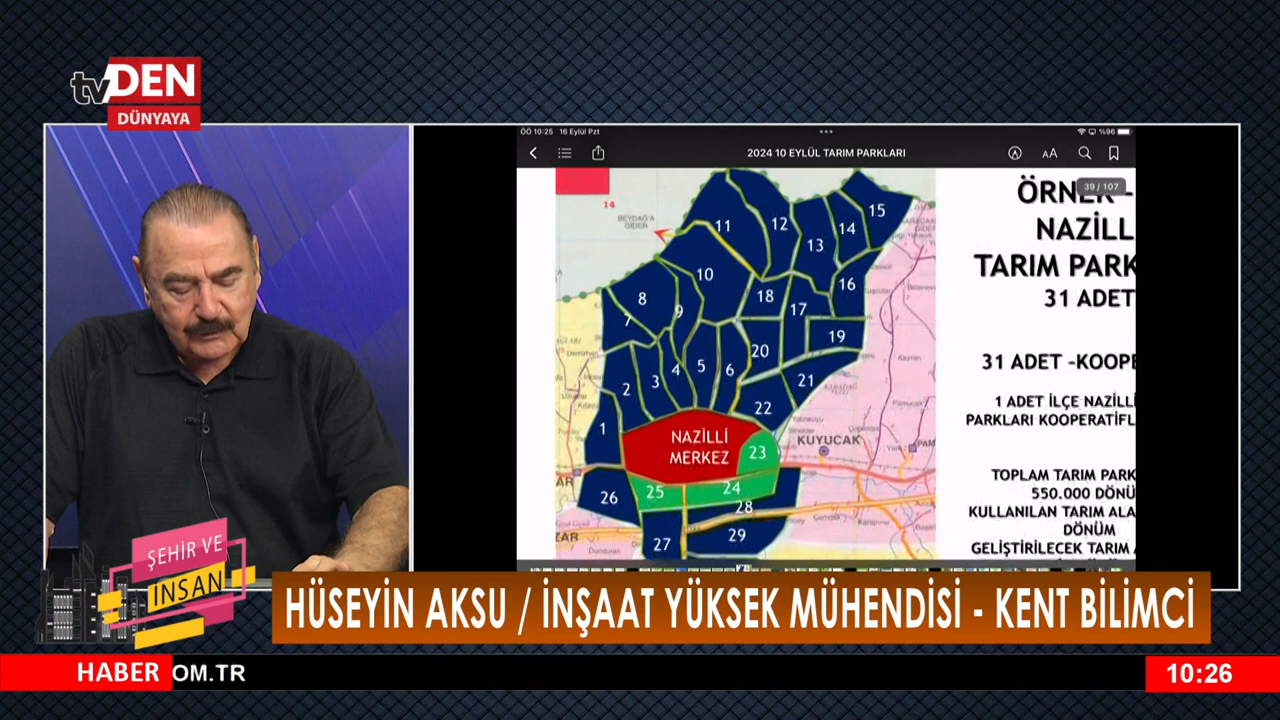 tvDEN
DÜNYAYA
ÖÖ 10:25 16 Eylül Pzt
%96
2024 10 EYLÜL TARIM PARKLARI
AA
39 / 107
14
BEYDAĞ'A
GİDER
11
12
13
14
15
10
16
8
9
18
17
7
19
20
5
6
4
3
2
21
22
1
NAZİLLİ
MERKEZ
23
KUYUCAK
24
25
26
28
27
29
ÖRNEK -
NAZİLL
TARIM PARK
31 ADET
31 ADET -KOOPE
1 ADET İLÇE NAZİLLİ
PARKLARI KOOPERATİFL
TOPLAM TARIM PARK
550.000 DÖNÜ
KULLANILAN TARIM ALA
DÖNÜM
GELİŞTİRİLECEK TARIM A
ŞEHİR VE
İNSAN
HÜSEYİN AKSU / İNŞAAT YÜKSEK MÜHENDİSİ - KENT BİLİMCİ
HABER OM.TR
10:26